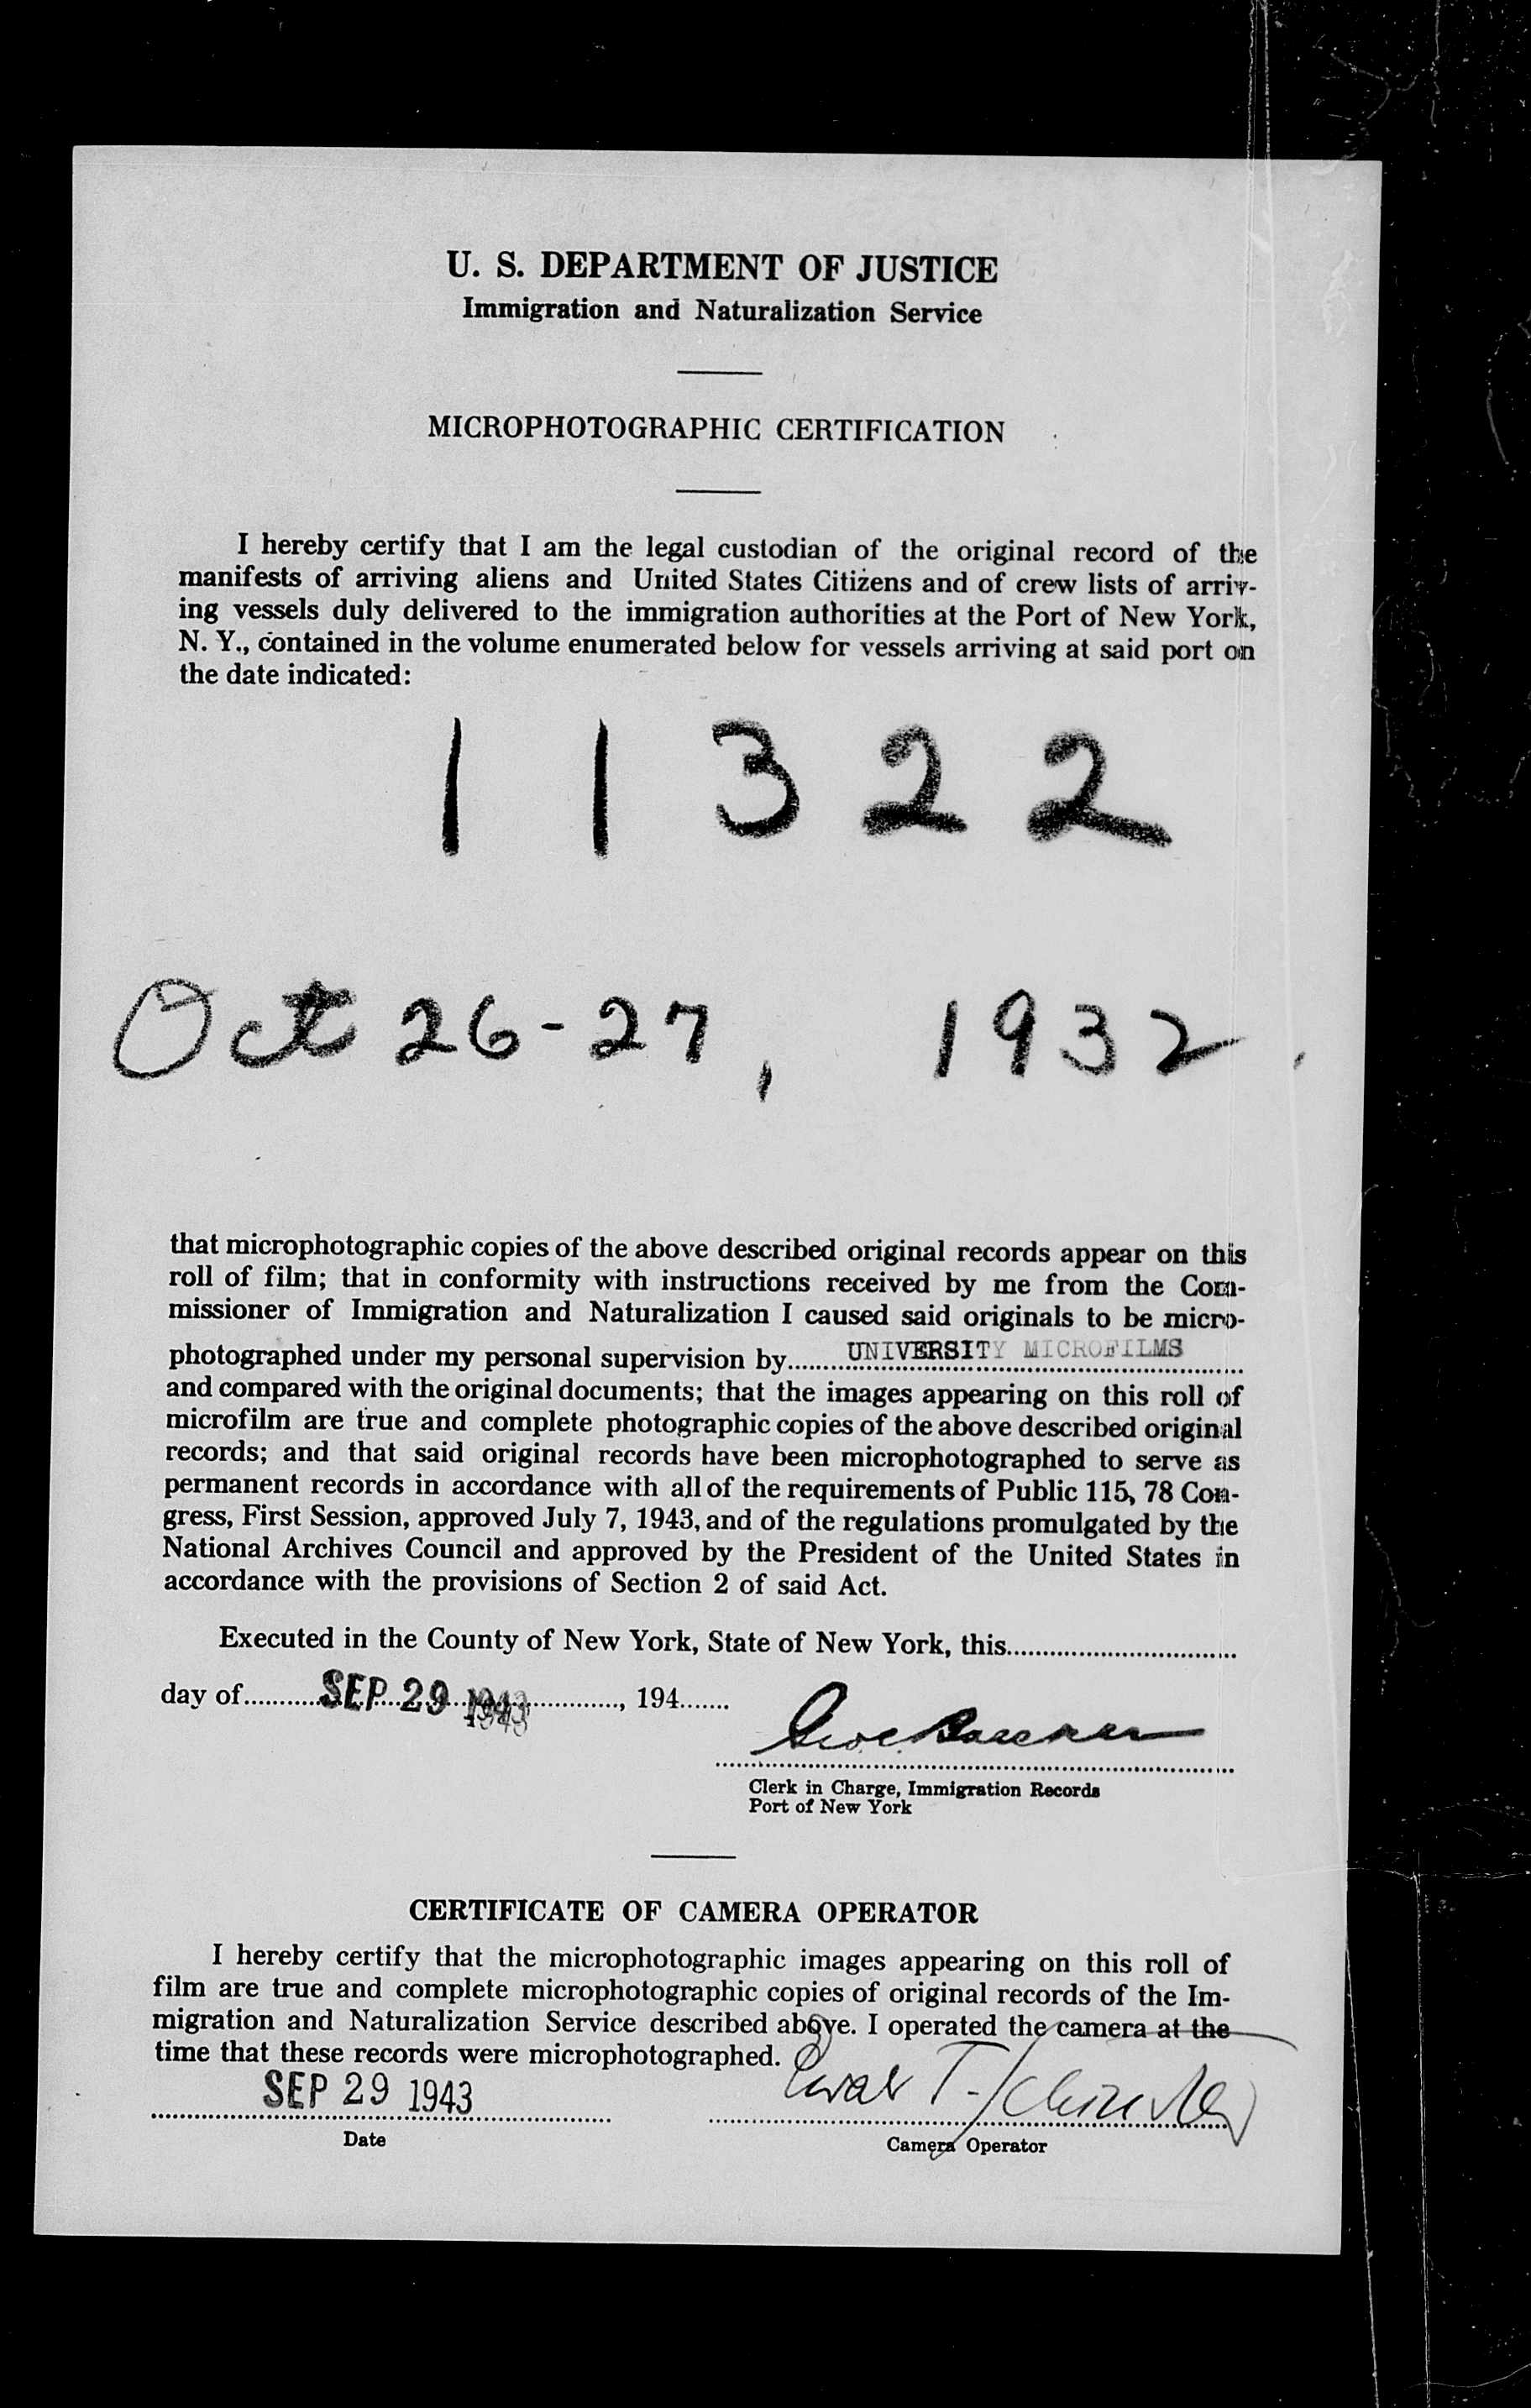 U. S. DEPARTMENT OF JUSTICE
Immigration and Naturalization Service
MICROPHOTOGRAPHIC CERTIFICATION
I hereby certify that I am the legal custodian of the original record of the
manifests of arriving aliens and United States Citizens and of crew lists of arriv-
ing vessels duly delivered to the immigration authorities at the Port of New York,
N. Y., contained in the volume enumerated below for vessels arriving at said port on
the date indicated:
11322
Oct 26-27, 1932
that microphotographic copies of the above described original records appear on this
roll of film; that in conformity with instructions received by me from the Com-
missioner of Immigration and Naturalization I caused said originals to be micro-
photographed under my personal supervision by UNIVERSITY MICROFILMS
and compared with the original documents; that the images appearing on this roll of
microfilm are true and complete photographic copies of the above described original
records; and that said original records have been microphotographed to serve as
permanent records in accordance with all of the requirements of Public 115, 78 Con-
gress, First Session, approved July 7, 1943, and of the regulations promulgated by the
National Archives Council and approved by the President of the United States in
accordance with the provisions of Section 2 of said Act.
Executed in the County of New York, State of New York, this
day of SEP 29 1943, 194
Clerk in Charge, Immigration Records
Port of New York
CERTIFICATE OF CAMERA OPERATOR
I hereby certify that the microphotographic images appearing on this roll of
film are true and complete microphotographic copies of original records of the Im-
migration and Naturalization Service described above. I operated the camera at the
time that these records were microphotographed.
SEP 29 1943
Date
Camera Operator